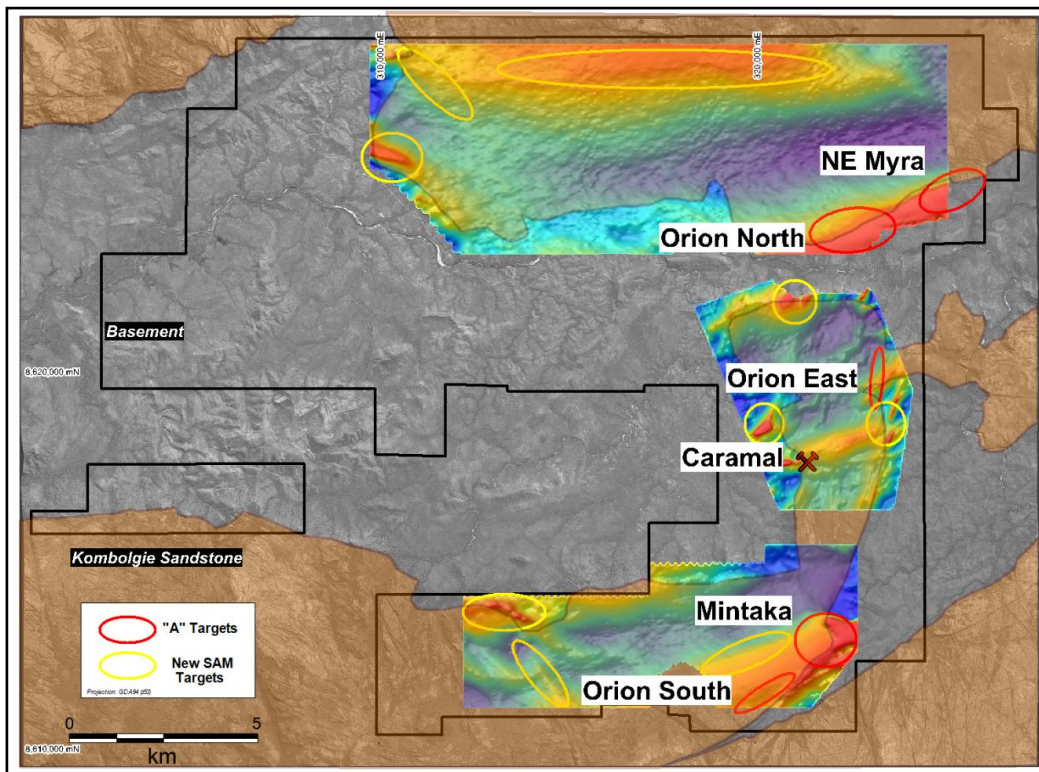 310,000 mE
320,000 mE
NE Myra
Orion North
Basement
8,620,000 mN
Orion East
Caramal
Kombolgie Sandstone
"A" Targets
New SAM
Targets
Projection: GDA94 z53
Mintaka
Orion South
0 5
km
8,610,000 mN